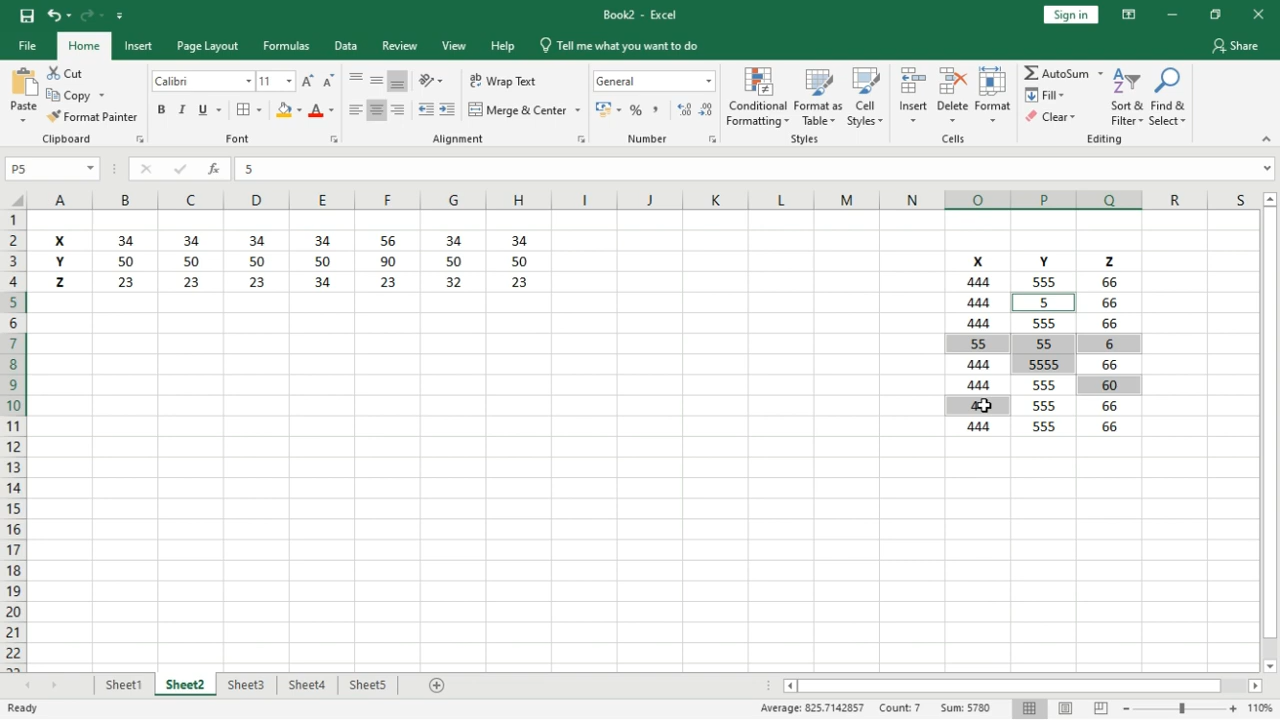 Book2 - Excel
Sign in
File Home Insert Page Layout Formulas Data Review View Help Tell me what you want to do Share
Paste Cut Copy Format Painter Clipboard
Calibri 11 B I U A Font
Wrap Text Merge & Center Alignment
General % , Number
Conditional Formatting Format as Table Cell Styles Styles
Insert Delete Format Cells
AutoSum Fill Clear Sort & Filter Find & Select Editing
P5 fx 5
A B C D E F G H I J K L M N O P Q R S
1
2 X 34 34 34 34 56 34 34
3 Y 50 50 50 50 90 50 50 X Y Z
4 Z 23 23 23 34 23 32 23 444 555 66
5 444 5 66
6 444 555 66
7 55 55 6
8 444 5555 66
9 444 555 60
10 555 66
11 444 555 66
12
13
14
15
16
17
18
19
20
21
22
Sheet1 Sheet2 Sheet3 Sheet4 Sheet5
Ready Average: 825.7142857 Count: 7 Sum: 5780 110%